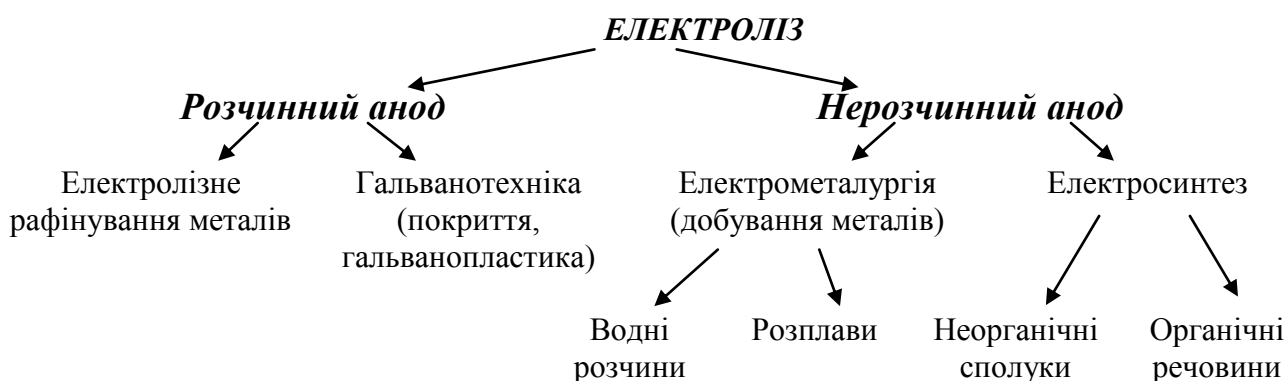 ЕЛЕКТРОЛІЗ
Розчинний анод
Нерозчинний анод
Електролізне
рафінування металів
Гальванотехніка
(покриття,
гальванопластика)
Електрометалургія
(добування металів)
Електросинтез
Водні
розчини
Розплави
Неорганічні
сполуки
Органічні
речовини